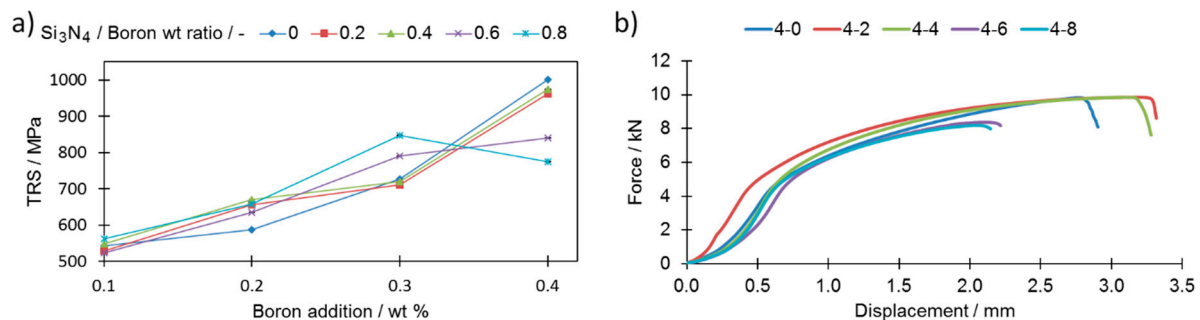 a) Si₃N₄ / Boron wt ratio / - 0 0.2 0.4 0.6 0.8
TRS / MPa
1000
900
800
700
600
500
0.1 0.2 0.3 0.4
Boron addition / wt %
b) 4-0 4-2 4-4 4-6 4-8
Force / kN
12
10
8
6
4
2
0
0.0 0.5 1.0 1.5 2.0 2.5 3.0 3.5
Displacement / mm